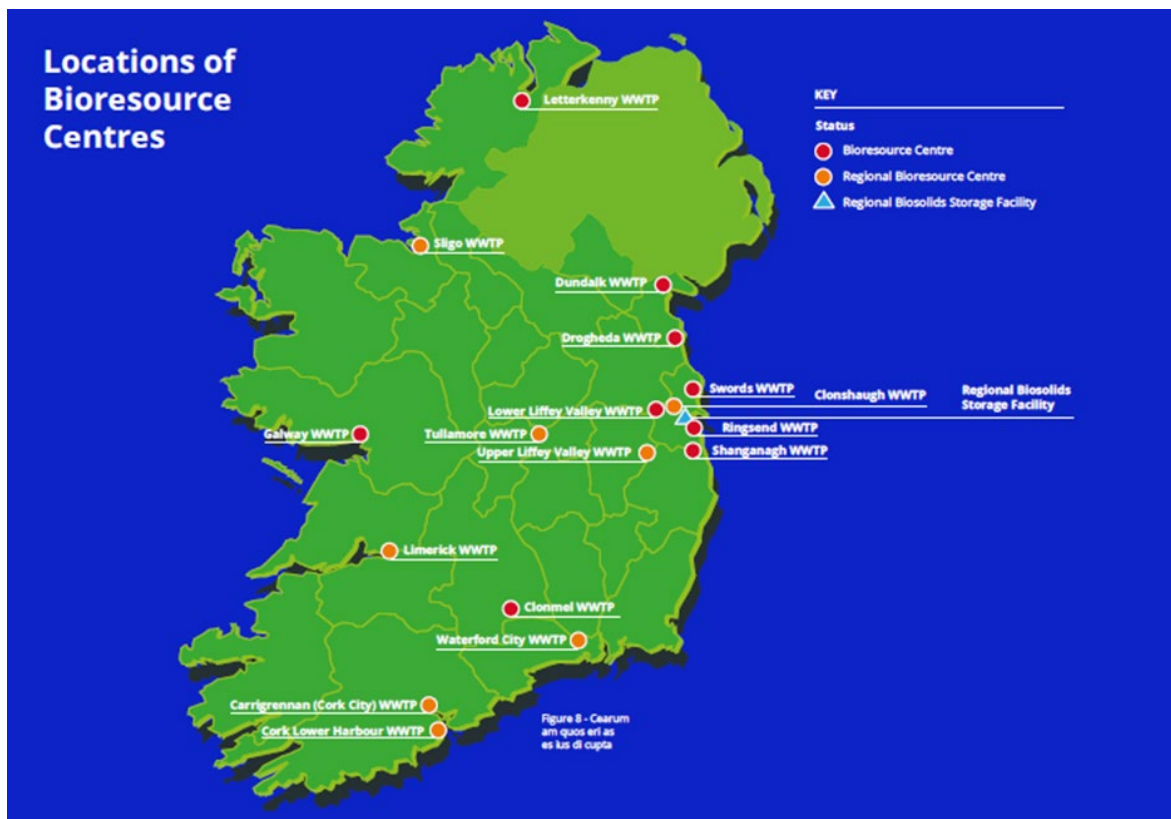 Locations of
Bioresource
Centres
KEY
Status
Bioresource Centre
Regional Bioresource Centre
Regional Biosolids Storage Facility
Letterkenny WWTP
Sligo WWTP
Dundalk WWTP
Drogheda WWTP
Swords WWTP
Clonshaugh WWTP
Regional Biosolids
Storage Facility
Lower Liffey Valley WWTP
Ringsend WWTP
Galway WWTP
Tullamore WWTP
Upper Liffey Valley WWTP
Shanganagh WWTP
Limerick WWTP
Clonmel WWTP
Waterford City WWTP
Carrigrennan (Cork City) WWTP
Cork Lower Harbour WWTP
Figure 8 - Cearum
am quos eri as
es ius di cupta